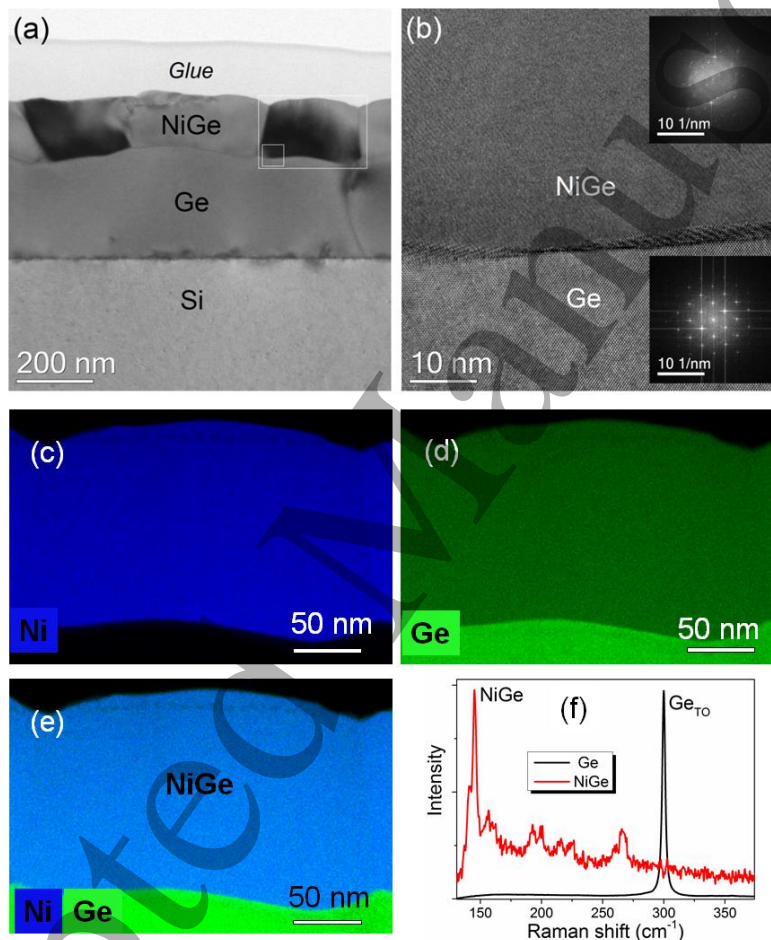 (a)
Glue
NiGe
Ge
Si
200 nm
(b)
10 1/nm
NiGe
Ge
10 1/nm
10 nm
(c)
Ni
50 nm
(d)
Ge
50 nm
(e)
NiGe
Ni Ge
50 nm
(f)
NiGe
GeTO
Ge
NiGe
Intensity
150 200 250 300 350
Raman shift (cm-1)